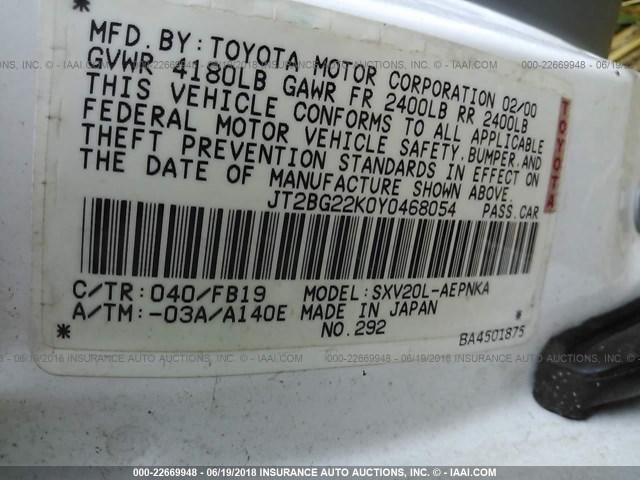 MFD. BY: TOYOTA MOTOR CORPORATION 02/00
GVWR 4180LB GAWR FR 2400LB RR 2400LB
THIS VEHICLE CONFORMS TO ALL APPLICABLE
FEDERAL MOTOR VEHICLE SAFETY, BUMPER, AND
THEFT PREVENTION STANDARDS IN EFFECT ON
THE DATE OF MANUFACTURE SHOWN ABOVE.
TOYOTA
JT2BG22K0Y0468054 PASS. CAR
C/TR: 040/FB19 MODEL: SXV20L-AEPNKA
A/TM: -03A/A140E MADE IN JAPAN
NO. 292
BA4501875
000-22669948 - 06/19/2018 INSURANCE AUTO AUCTIONS, INC. - © IAAI.COM